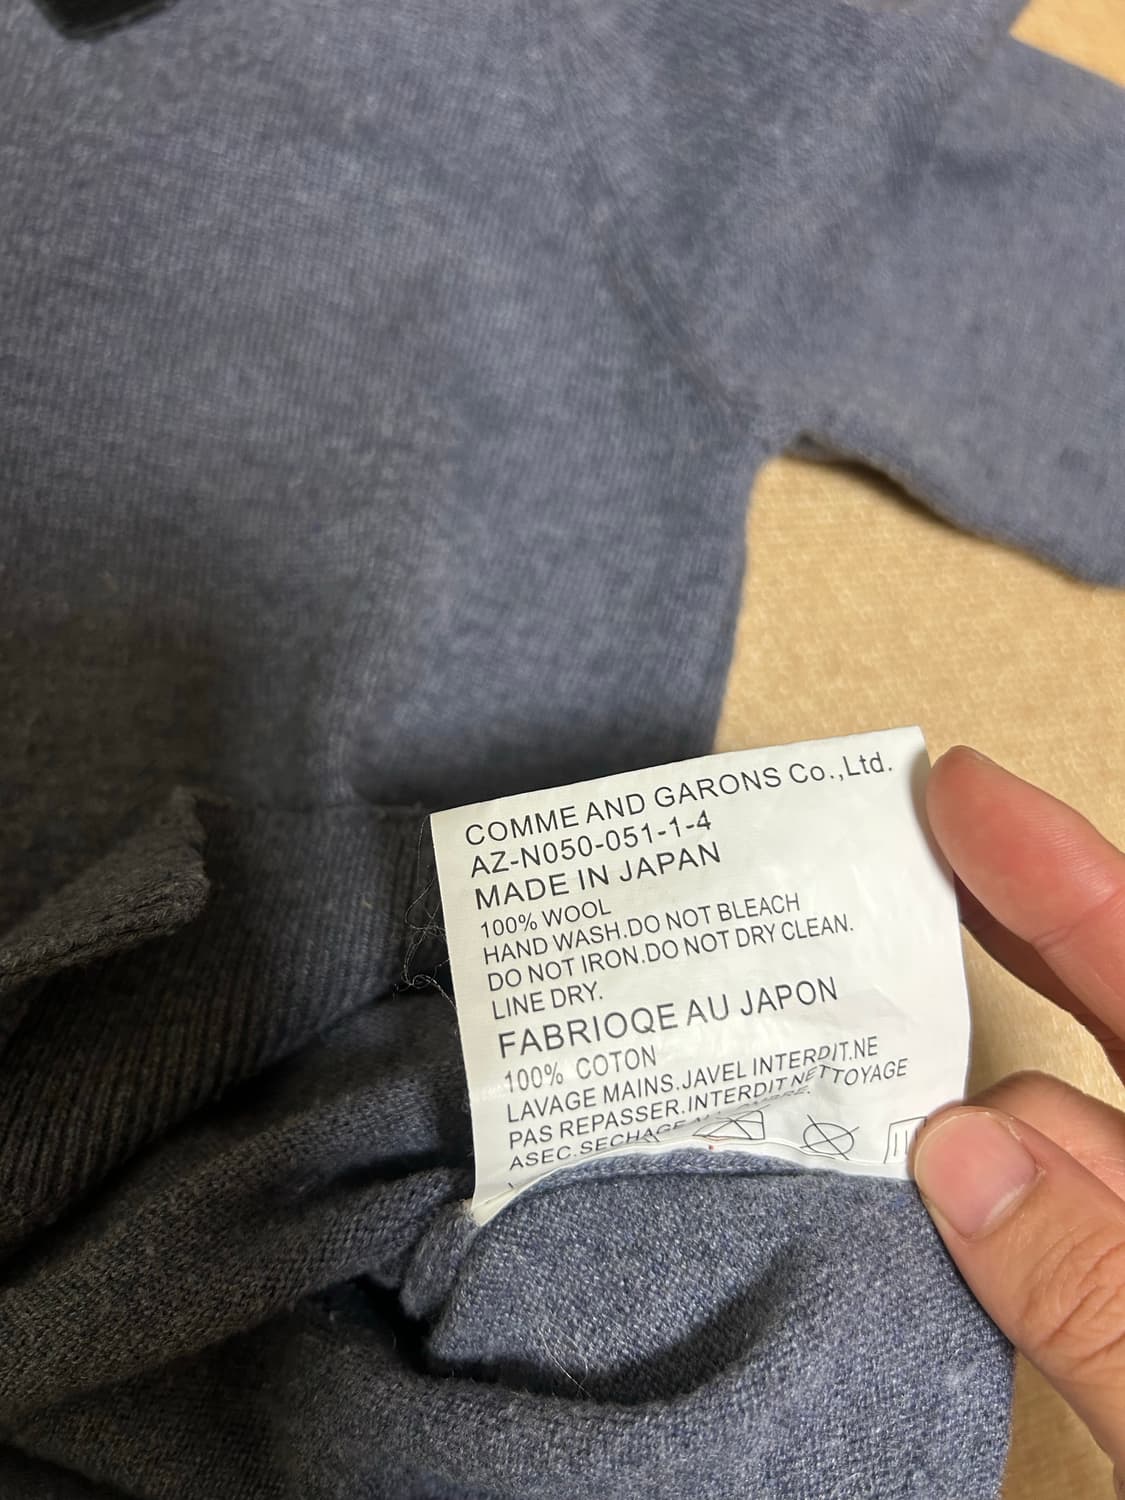 COMME AND GARONS Co.,Ltd.
AZ-N050-051-1-4
MADE IN JAPAN
100% WOOL
HAND WASH.DO NOT BLEACH
DO NOT IRON.DO NOT DRY CLEAN.
LINE DRY.
FABRIOQE AU JAPON
100% COTON
LAVAGE MAINS.JAVEL INTERDIT.NE
PAS REPASSER.INTERDIT NETTOYAGE
ASEC.SECHAGE